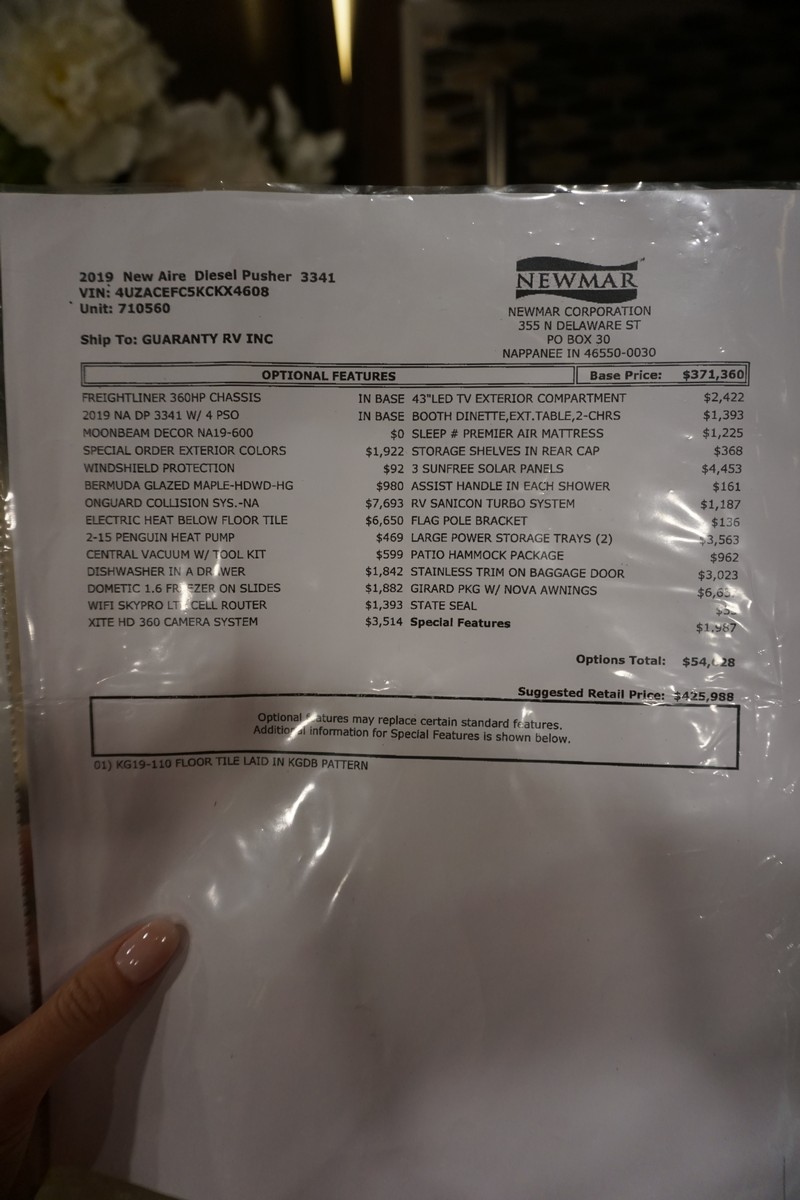 2019 New Aire Diesel Pusher 3341
VIN: 4UZACEFC5KCKX4608
Unit: 710560
Ship To: GUARANTY RV INC
NEWMAR
NEWMAR CORPORATION
355 N DELAWARE ST
PO BOX 30
NAPPANEE IN 46550-0030
OPTIONAL FEATURES Base Price: $371,360
FREIGHTLINER 360HP CHASSIS IN BASE 43"LED TV EXTERIOR COMPARTMENT $2,422
2019 NA DP 3341 W/ 4 PSO IN BASE BOOTH DINETTE,EXT.TABLE,2-CHRS $1,393
MOONBEAM DECOR NA19-600 $0 SLEEP # PREMIER AIR MATTRESS $1,225
SPECIAL ORDER EXTERIOR COLORS $1,922 STORAGE SHELVES IN REAR CAP $368
WINDSHIELD PROTECTION $92 3 SUNFREE SOLAR PANELS $4,453
BERMUDA GLAZED MAPLE-HDWD-HG $980 ASSIST HANDLE IN EACH SHOWER $161
ONGUARD COLLISION SYS.-NA $7,693 RV SANICON TURBO SYSTEM $1,187
ELECTRIC HEAT BELOW FLOOR TILE $6,650 FLAG POLE BRACKET $136
2-15 PENGUIN HEAT PUMP $469 LARGE POWER STORAGE TRAYS (2) $3,563
CENTRAL VACUUM W/ TOOL KIT $599 PATIO HAMMOCK PACKAGE $962
DISHWASHER IN A DRAWER $1,842 STAINLESS TRIM ON BAGGAGE DOOR $3,023
DOMETIC 1.6 FREEZER ON SLIDES $1,882 GIRARD PKG W/ NOVA AWNINGS
WIFI SKYPRO LTE CELL ROUTER $1,393 STATE SEAL
XITE HD 360 CAMERA SYSTEM $3,514 Special Features $1,987
Options Total:
Suggested Retail Price: $425,988
Optional features may replace certain standard features.
Additional information for Special Features is shown below.
01) KG19-110 FLOOR TILE LAID IN KGDB PATTERN